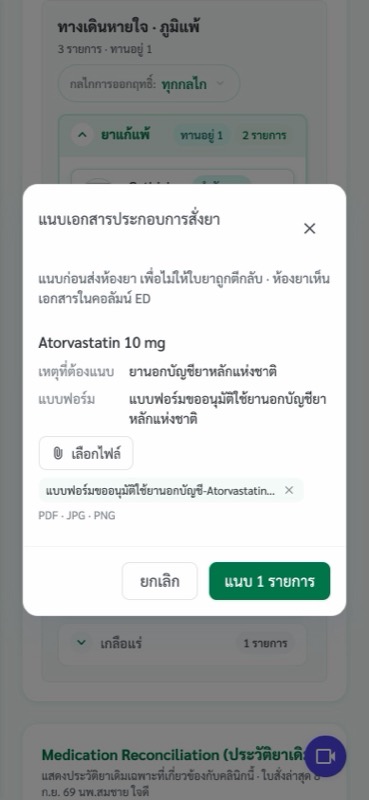 ทางเดินหายใจ · ภูมิแพ้
3 รายการ · ทานอยู่ 1
กลไกการออกฤทธิ์: ทุกกลไก
ยาแก้แพ้ ทานอยู่ 1 2 รายการ
แนบเอกสารประกอบการสั่งยา
แนบก่อนส่งห้องยา เพื่อไม่ให้ใบยาถูกตีกลับ · ห้องยาเห็น
เอกสารในคอลัมน์ ED
Atorvastatin 10 mg
เหตุที่ต้องแนบ ยานอกบัญชียาหลักแห่งชาติ
แบบฟอร์ม แบบฟอร์มขออนุมัติใช้ยานอกบัญชียา
หลักแห่งชาติ
เลือกไฟล์
แบบฟอร์มขออนุมัติใช้ยานอกบัญชี-Atorvastatin...
PDF · JPG · PNG
ยกเลิก แนบ 1 รายการ
เกลือแร่ 1 รายการ
Medication Reconciliation (ประวัติยาเดิ
แสดงประวัติยาเดิมเฉพาะที่เกี่ยวข้องกับคลินิกนี้ · ใบสั่งล่าสุด
ก.ย. 69 นพ.สมชาย ใจดี